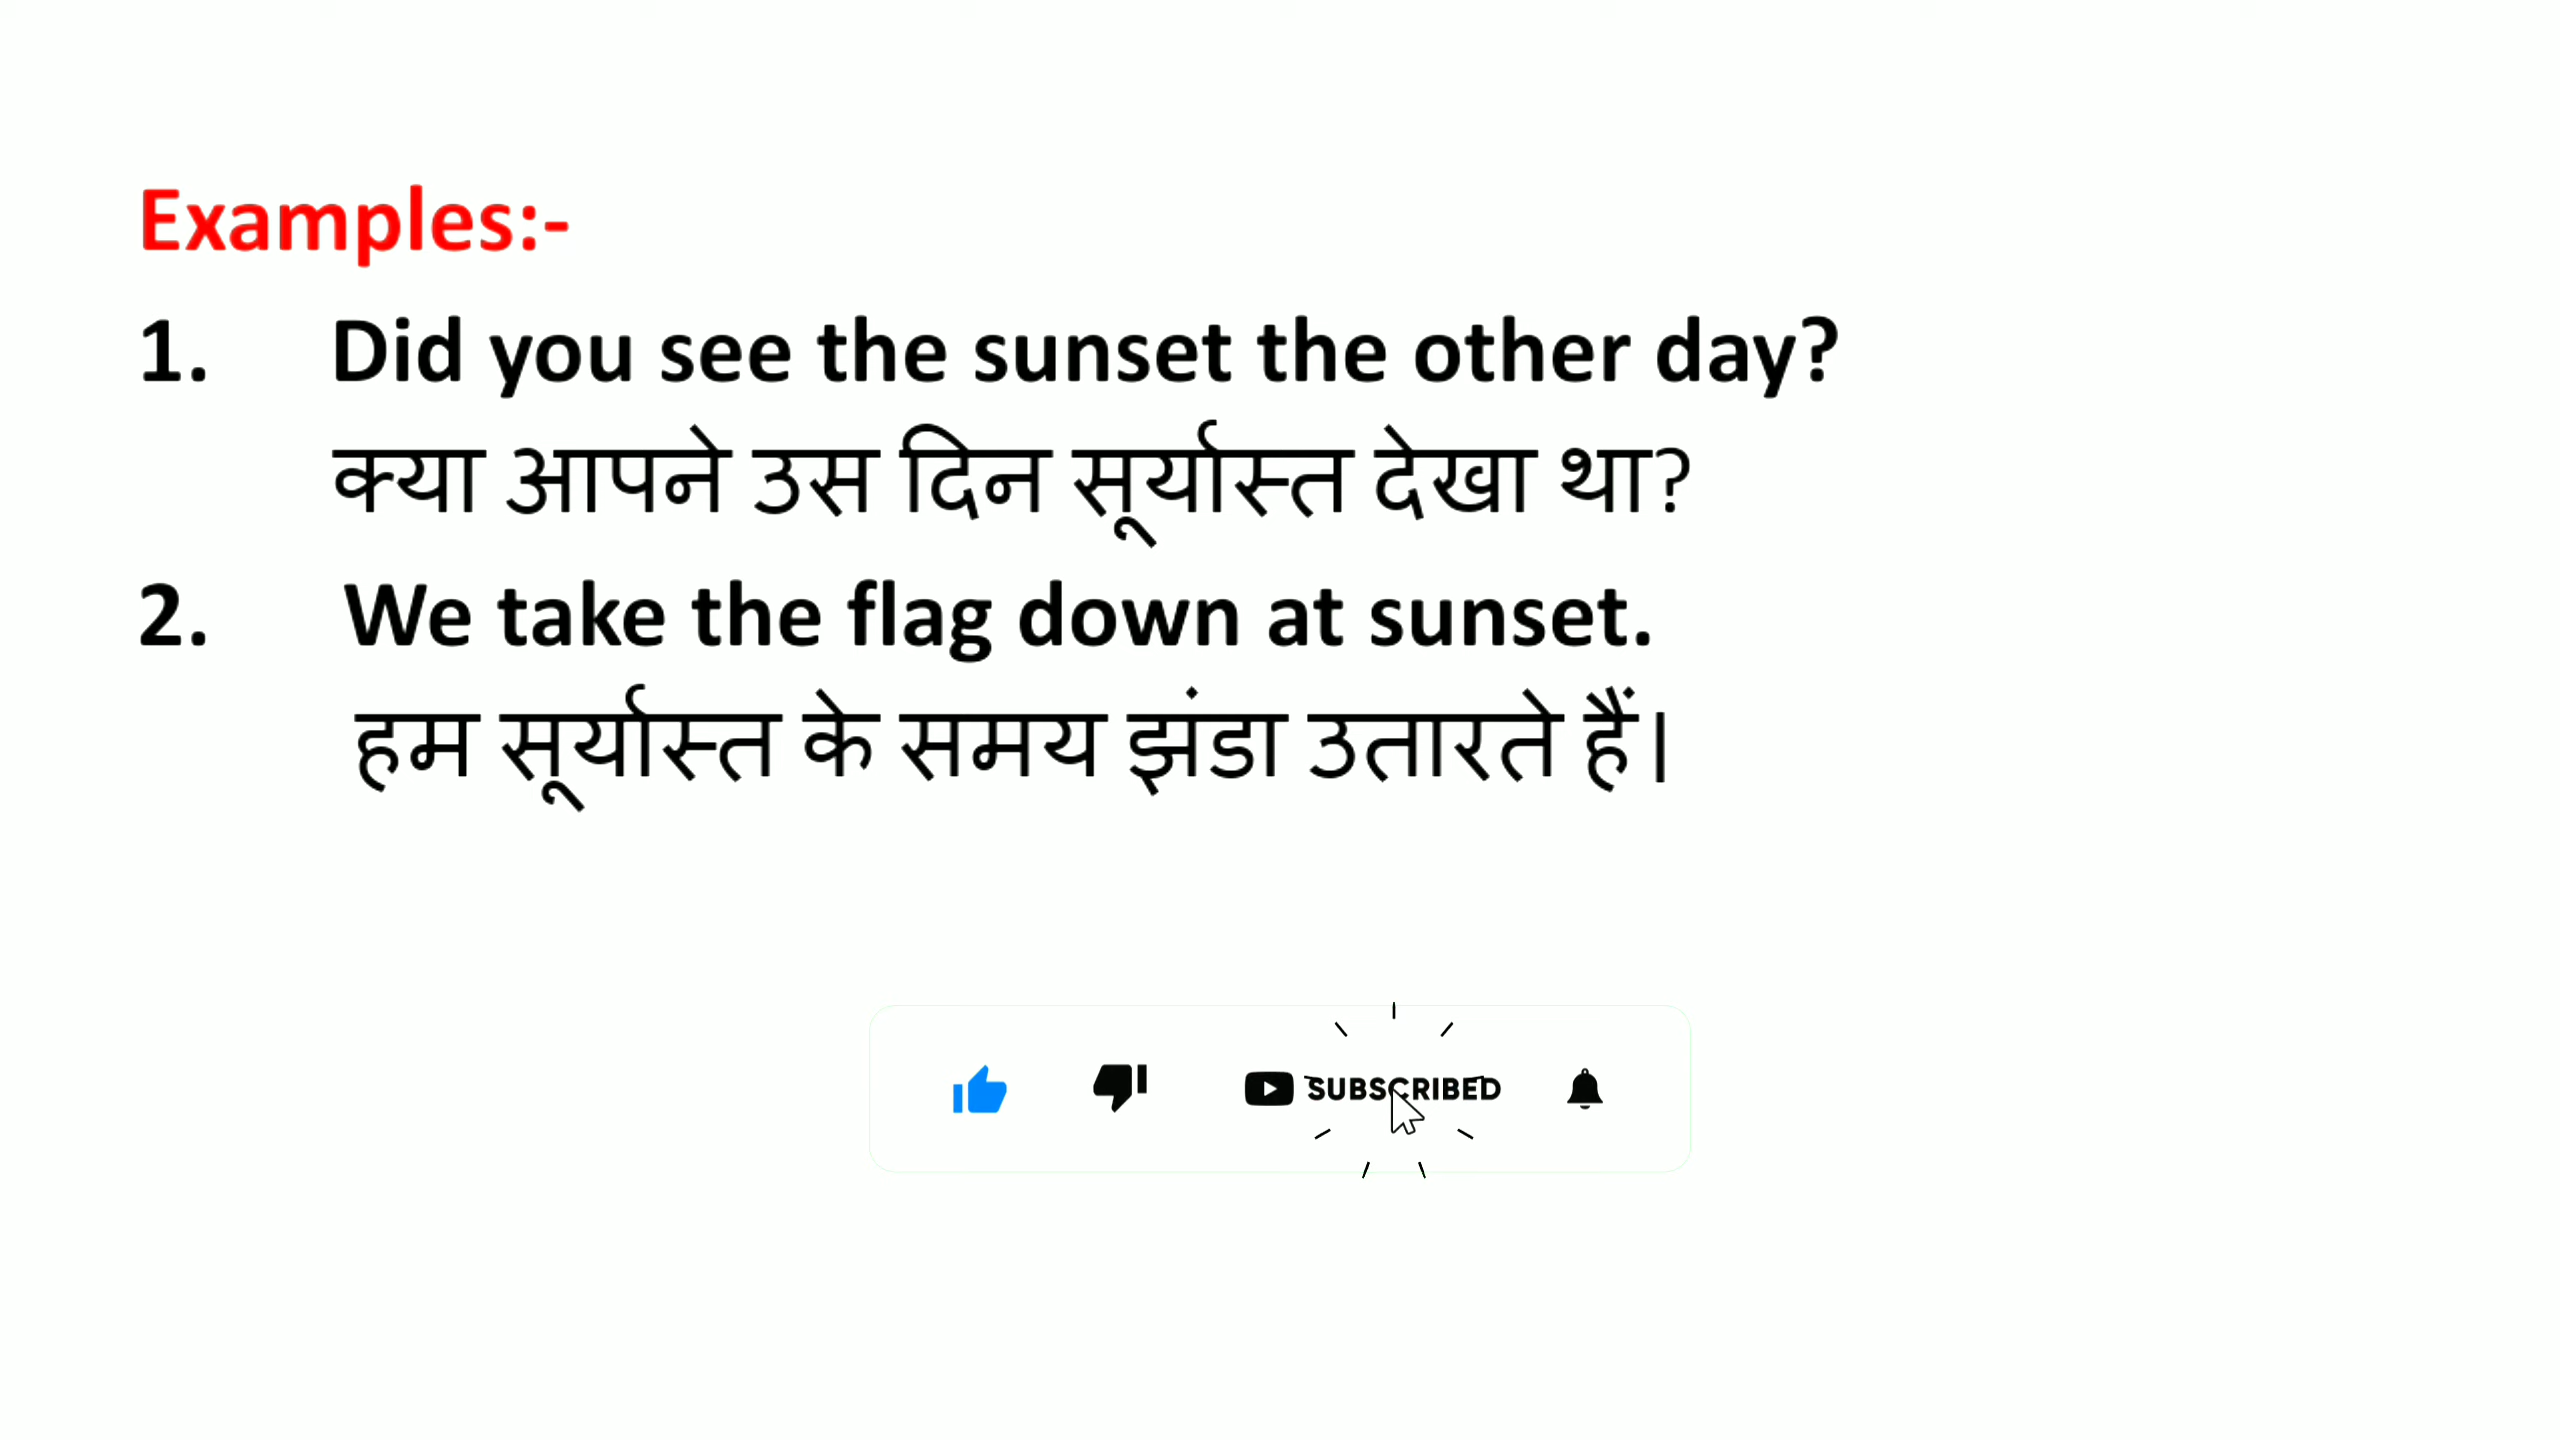 Examples:-
1. Did you see the sunset the other day?
क्या आपने उस दिन सूर्यास्त देखा था?
2. We take the flag down at sunset.
हम सूर्यास्त के समय झंडा उतारते हैं।
SUBSCRIBED